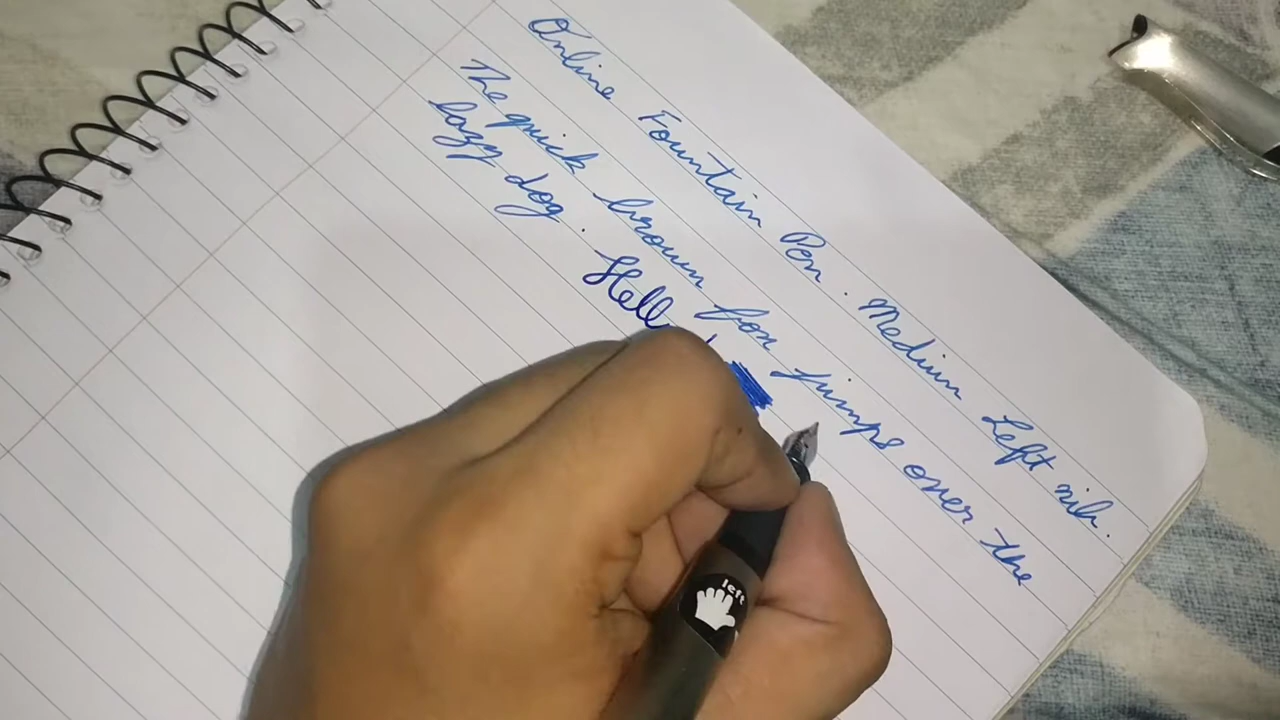 Online Fountain Pen. Medium Left nib.
The quick brown fox jumps over the
lazy dog.
Hell
left